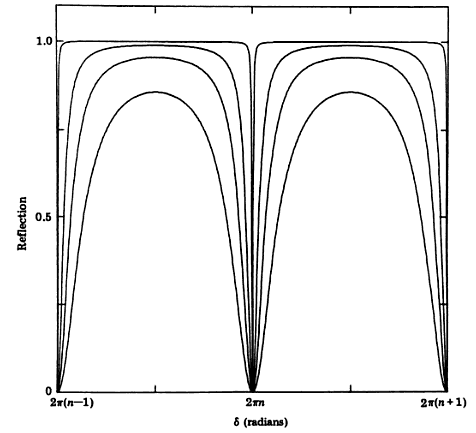 1.0
Reflection
0.5
0
2π(n—1)
2πn
2π(n+1)
δ (radians)